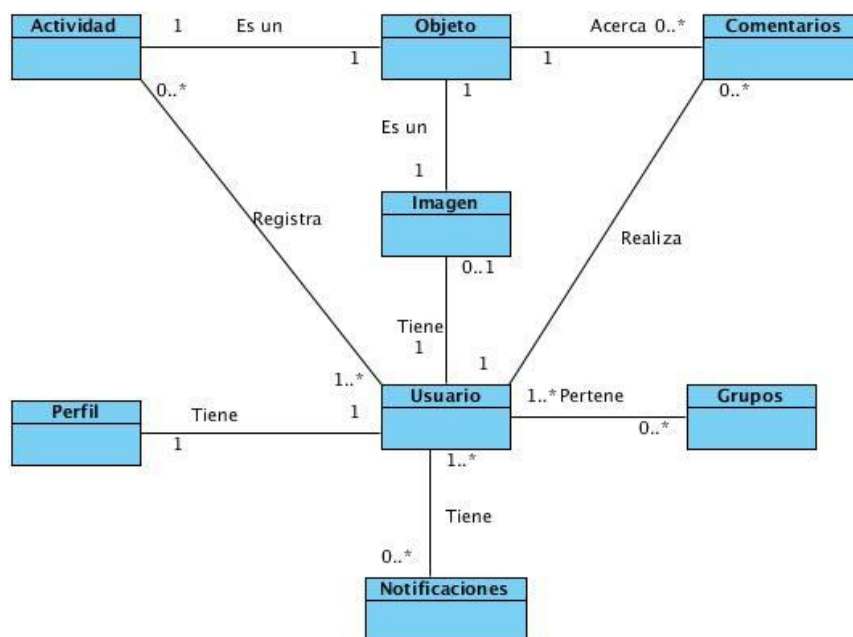 Actividad
1
Es un
1
Objeto
Acerca 0..*
1
Comentarios
0..*
1
0..*
Es un
1
Imagen
Registra
Realiza
0..1
Tiene
1
1
1..*
Usuario
1..* Pertene
Grupos
Perfil
Tiene
1
1
0..*
1..*
Tiene
0..*
Notificaciones